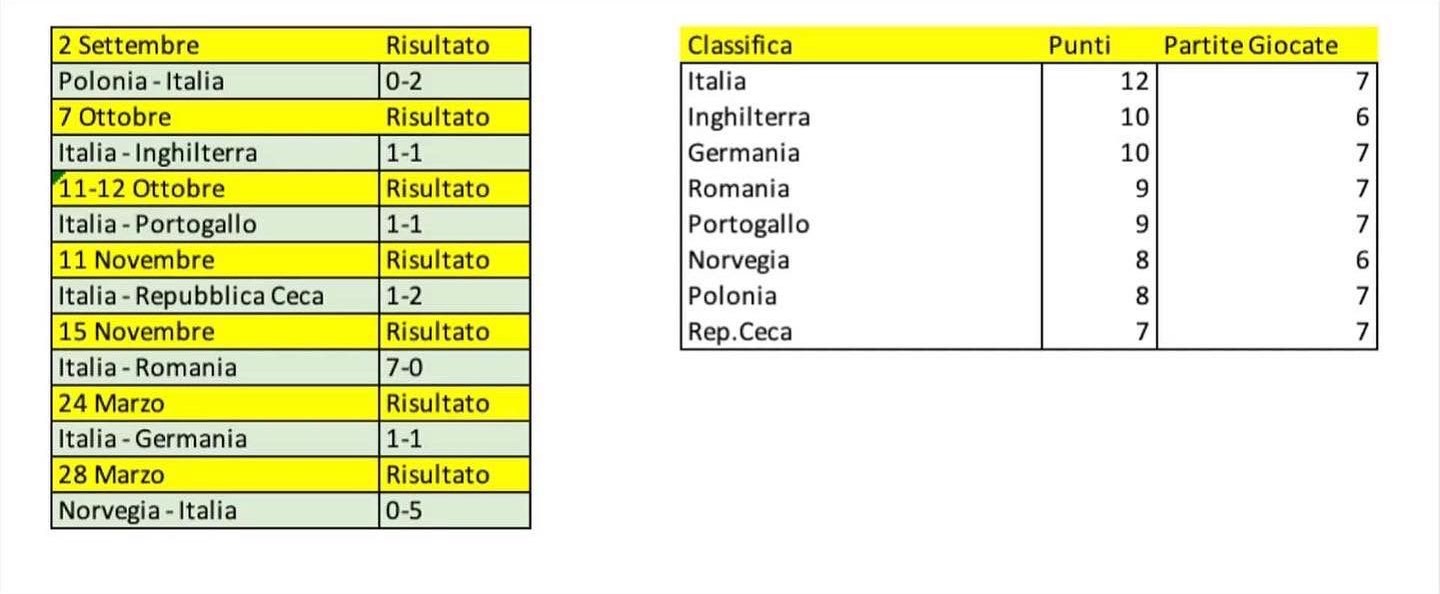 2 Settembre Risultato
Polonia - Italia 0-2
7 Ottobre Risultato
Italia - Inghilterra 1-1
11-12 Ottobre Risultato
Italia - Portogallo 1-1
11 Novembre Risultato
Italia - Repubblica Ceca 1-2
15 Novembre Risultato
Italia - Romania 7-0
24 Marzo Risultato
Italia - Germania 1-1
28 Marzo Risultato
Norvegia - Italia 0-5
Classifica Punti Partite Giocate
Italia 12 7
Inghilterra 10 6
Germania 10 7
Romania 9 7
Portogallo 9 7
Norvegia 8 6
Polonia 8 7
Rep.Ceca 7 7